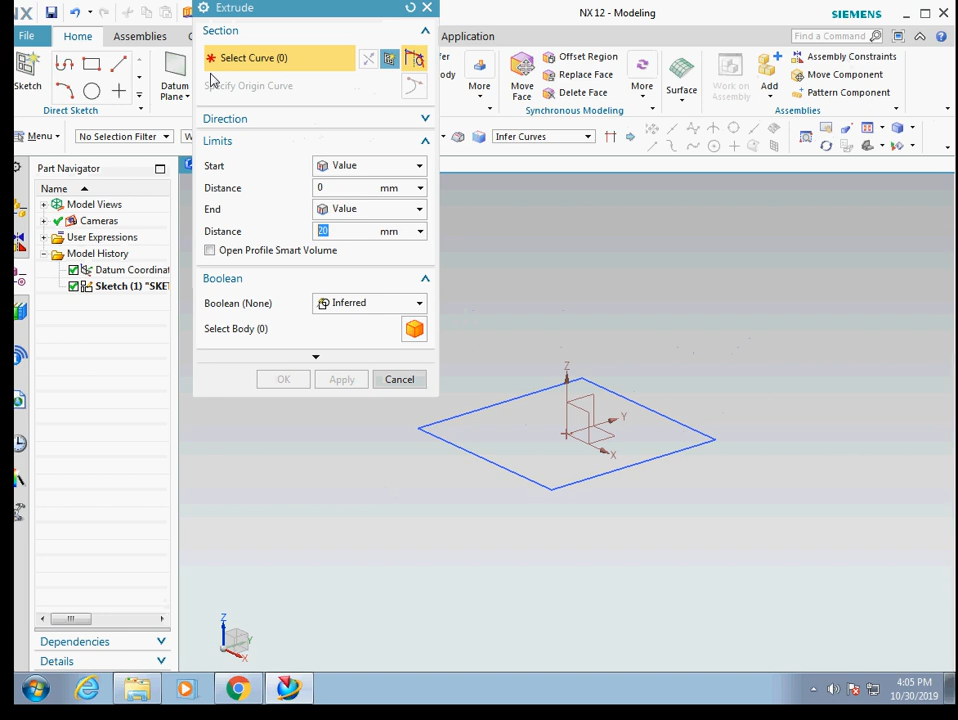 NX
Extrude
NX 12 - Modeling
SIEMENS
File
Home
Assemblies
Application
Find a Command
Section
Select Curve (0)
Specify Origin Curve
Sketch
Direct Sketch
Datum
Plane
More
Move
Face
Offset Region
Replace Face
Delete Face
More
Synchronous Modeling
Surface
Work on
Assembly
Add
Assembly Constraints
Move Component
Pattern Component
Assemblies
Menu
No Selection Filter
Infer Curves
Direction
Limits
Start
Value
Distance
0
mm
End
Value
Distance
20
mm
Open Profile Smart Volume
Boolean
Boolean (None)
Inferred
Select Body (0)
OK
Apply
Cancel
Part Navigator
Name
Model Views
Cameras
User Expressions
Model History
Datum Coordinat
Sketch (1) "SKET
Dependencies
Details
Z
Y
X
Z
Y
X
4:05 PM
10/30/2019